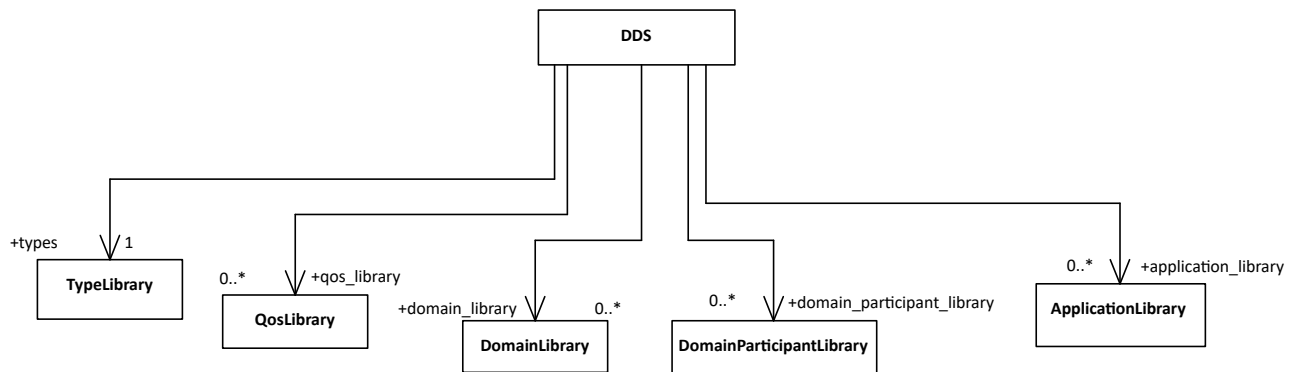 DDS
+types
1
TypeLibrary
0..*
+qos_library
QosLibrary
+domain_library
0..*
DomainLibrary
0..*
+domain_participant_library
DomainParticipantLibrary
0..*
+application_library
ApplicationLibrary